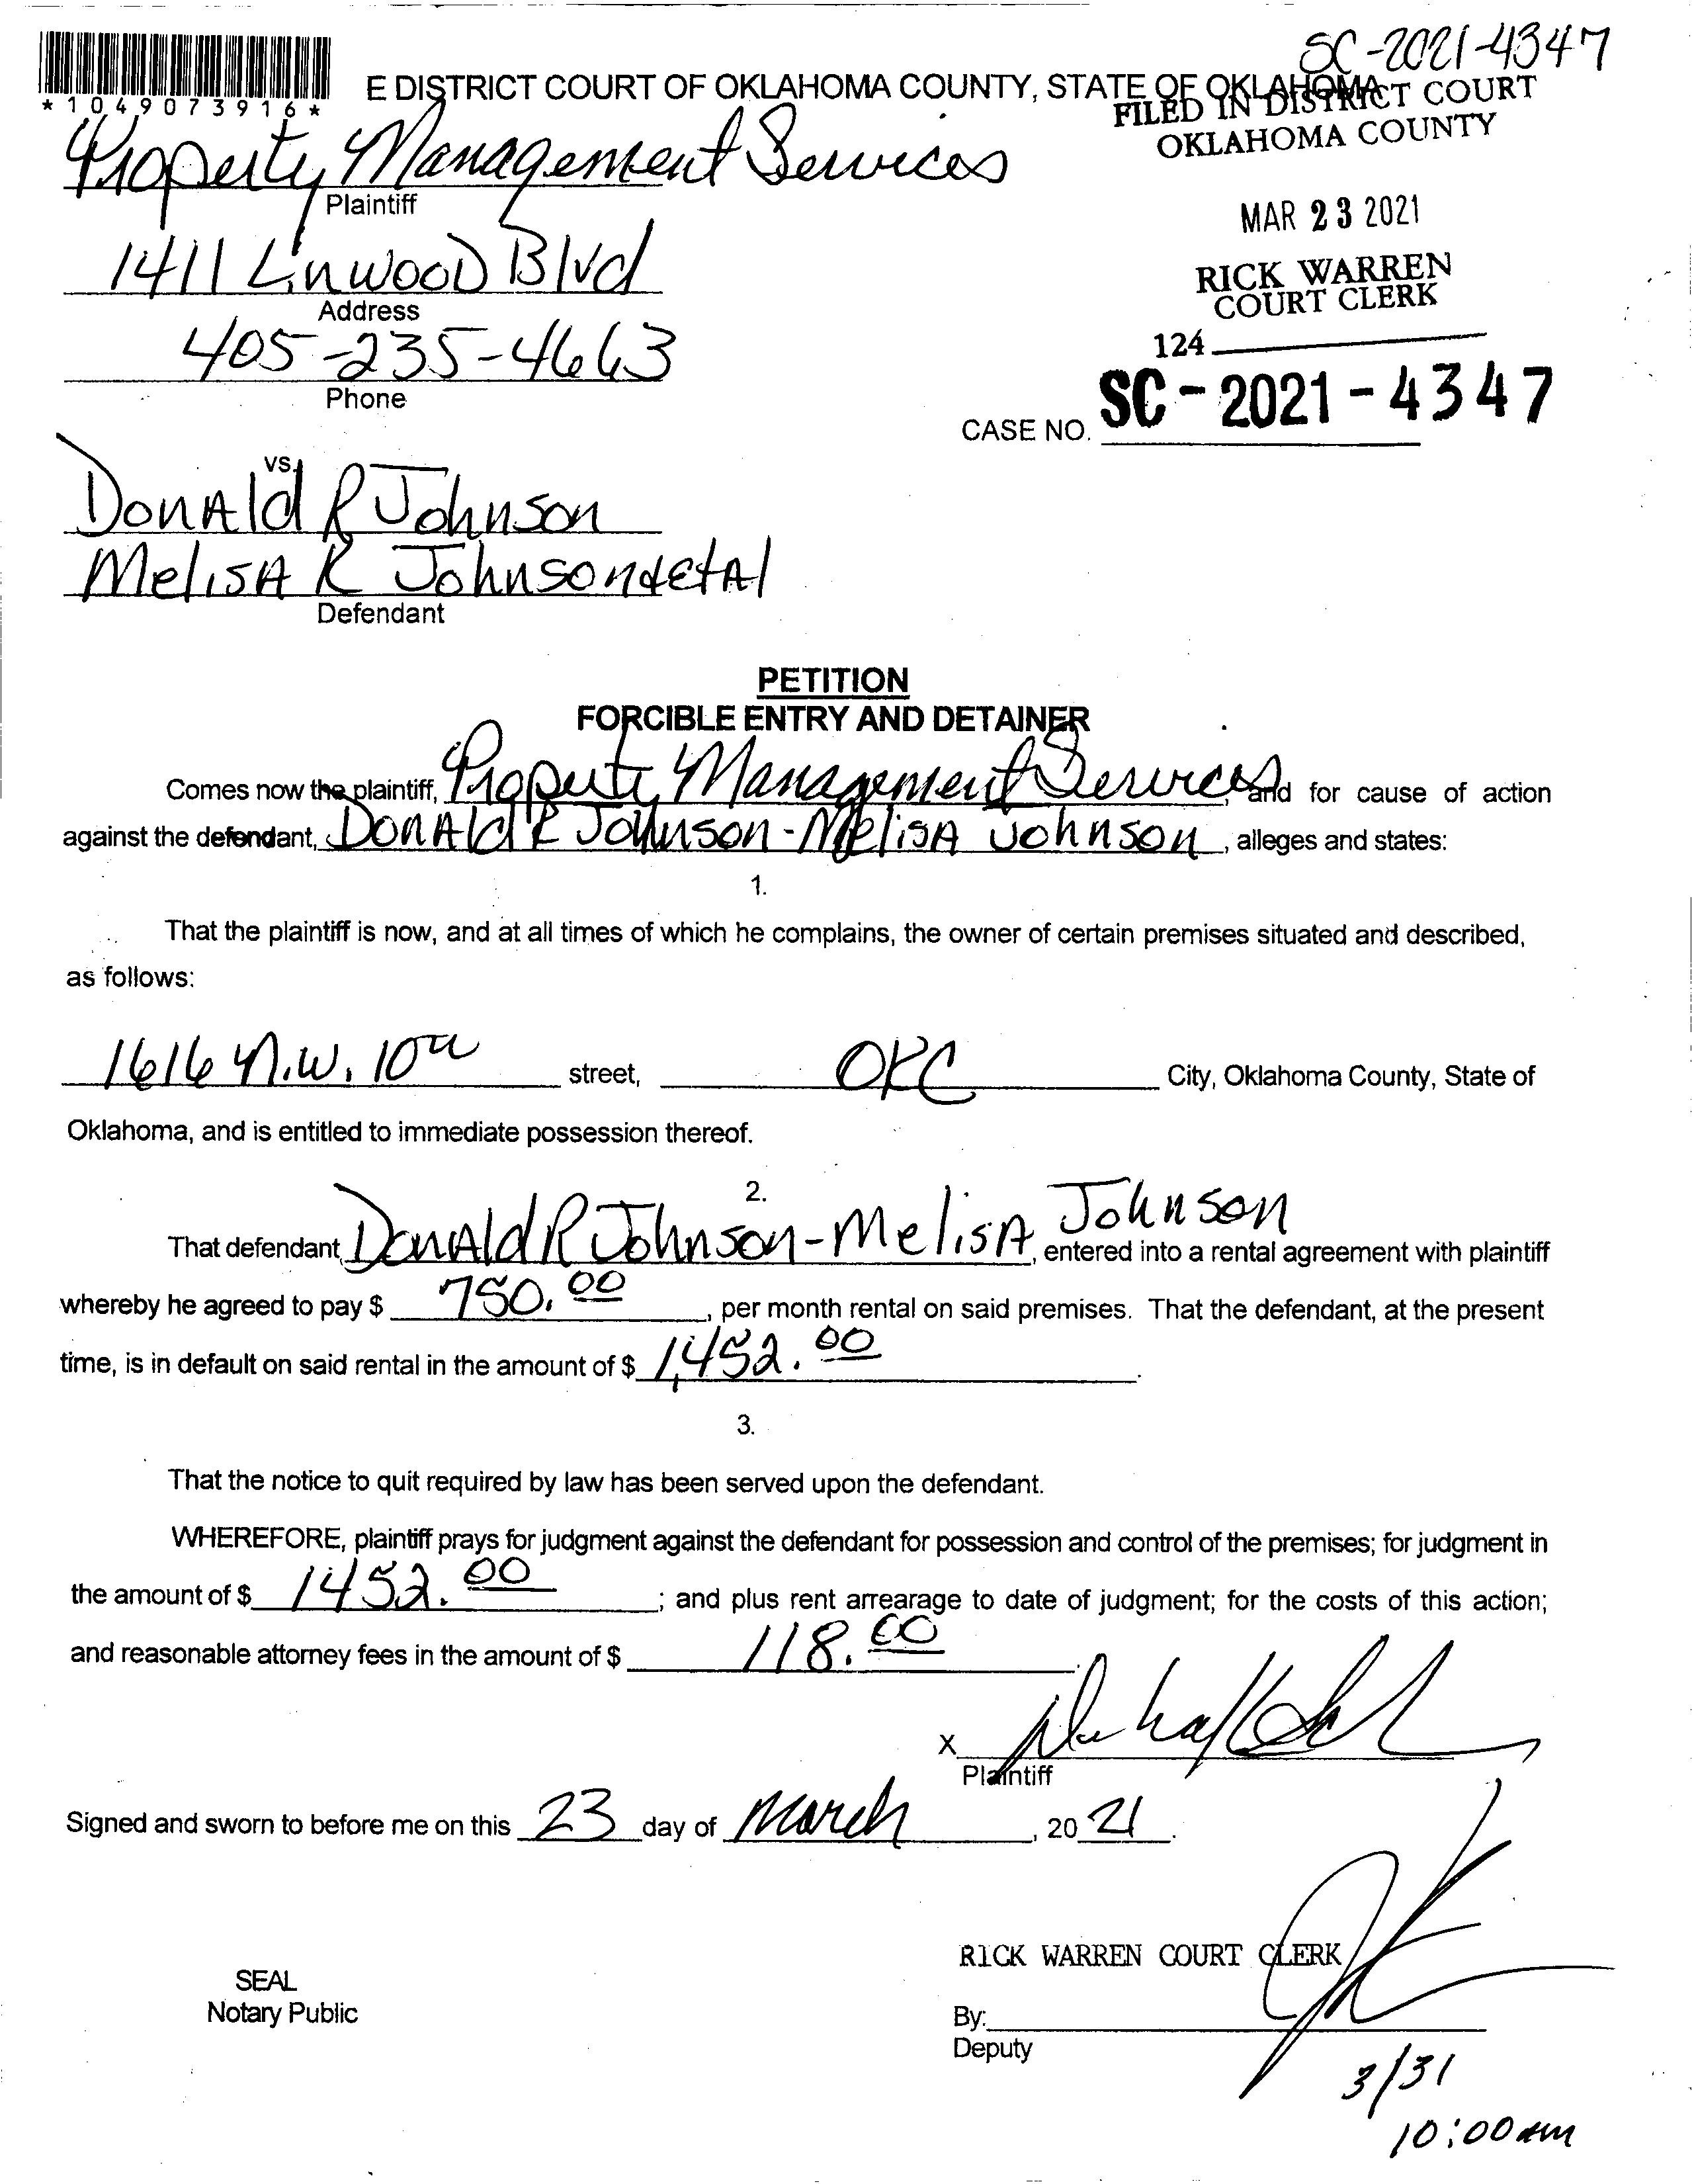 SC-2021-4347
*1049073916*
E DISTRICT COURT OF OKLAHOMA COUNTY, STATE OF OKLAHOMA
FILED IN DISTRICT COURT
OKLAHOMA COUNTY
Property Management Services
Plaintiff
MAR 23 2021
1411 Linwood Blvd
Address
RICK WARREN
COURT CLERK
405-235-4663
Phone
124
CASE NO. SC-2021-4347
vs.
Donald R Johnson
Melisa R Johnson & etal
Defendant
PETITION
FORCIBLE ENTRY AND DETAINER
Comes now the plaintiff, Property Management Services, and for cause of action
against the defendant, Donald R Johnson-Melisa Johnson, alleges and states:
1.
That the plaintiff is now, and at all times of which he complains, the owner of certain premises situated and described,
as follows:
1616 N.W. 10th street, OKC City, Oklahoma County, State of
Oklahoma, and is entitled to immediate possession thereof.
2.
That defendant, Donald R Johnson-Melisa Johnson, entered into a rental agreement with plaintiff
whereby he agreed to pay $ 750.00, per month rental on said premises. That the defendant, at the present
time, is in default on said rental in the amount of $ 1,452.00.
3.
That the notice to quit required by law has been served upon the defendant.
WHEREFORE, plaintiff prays for judgment against the defendant for possession and control of the premises; for judgment in
the amount of $ 1452.00; and plus rent arrearage to date of judgment; for the costs of this action;
and reasonable attorney fees in the amount of $ 118.00.
X
Plaintiff
Signed and sworn to before me on this 23 day of March, 20 21.
RICK WARREN COURT CLERK
SEAL
Notary Public
By:
Deputy
3/31
10:00am